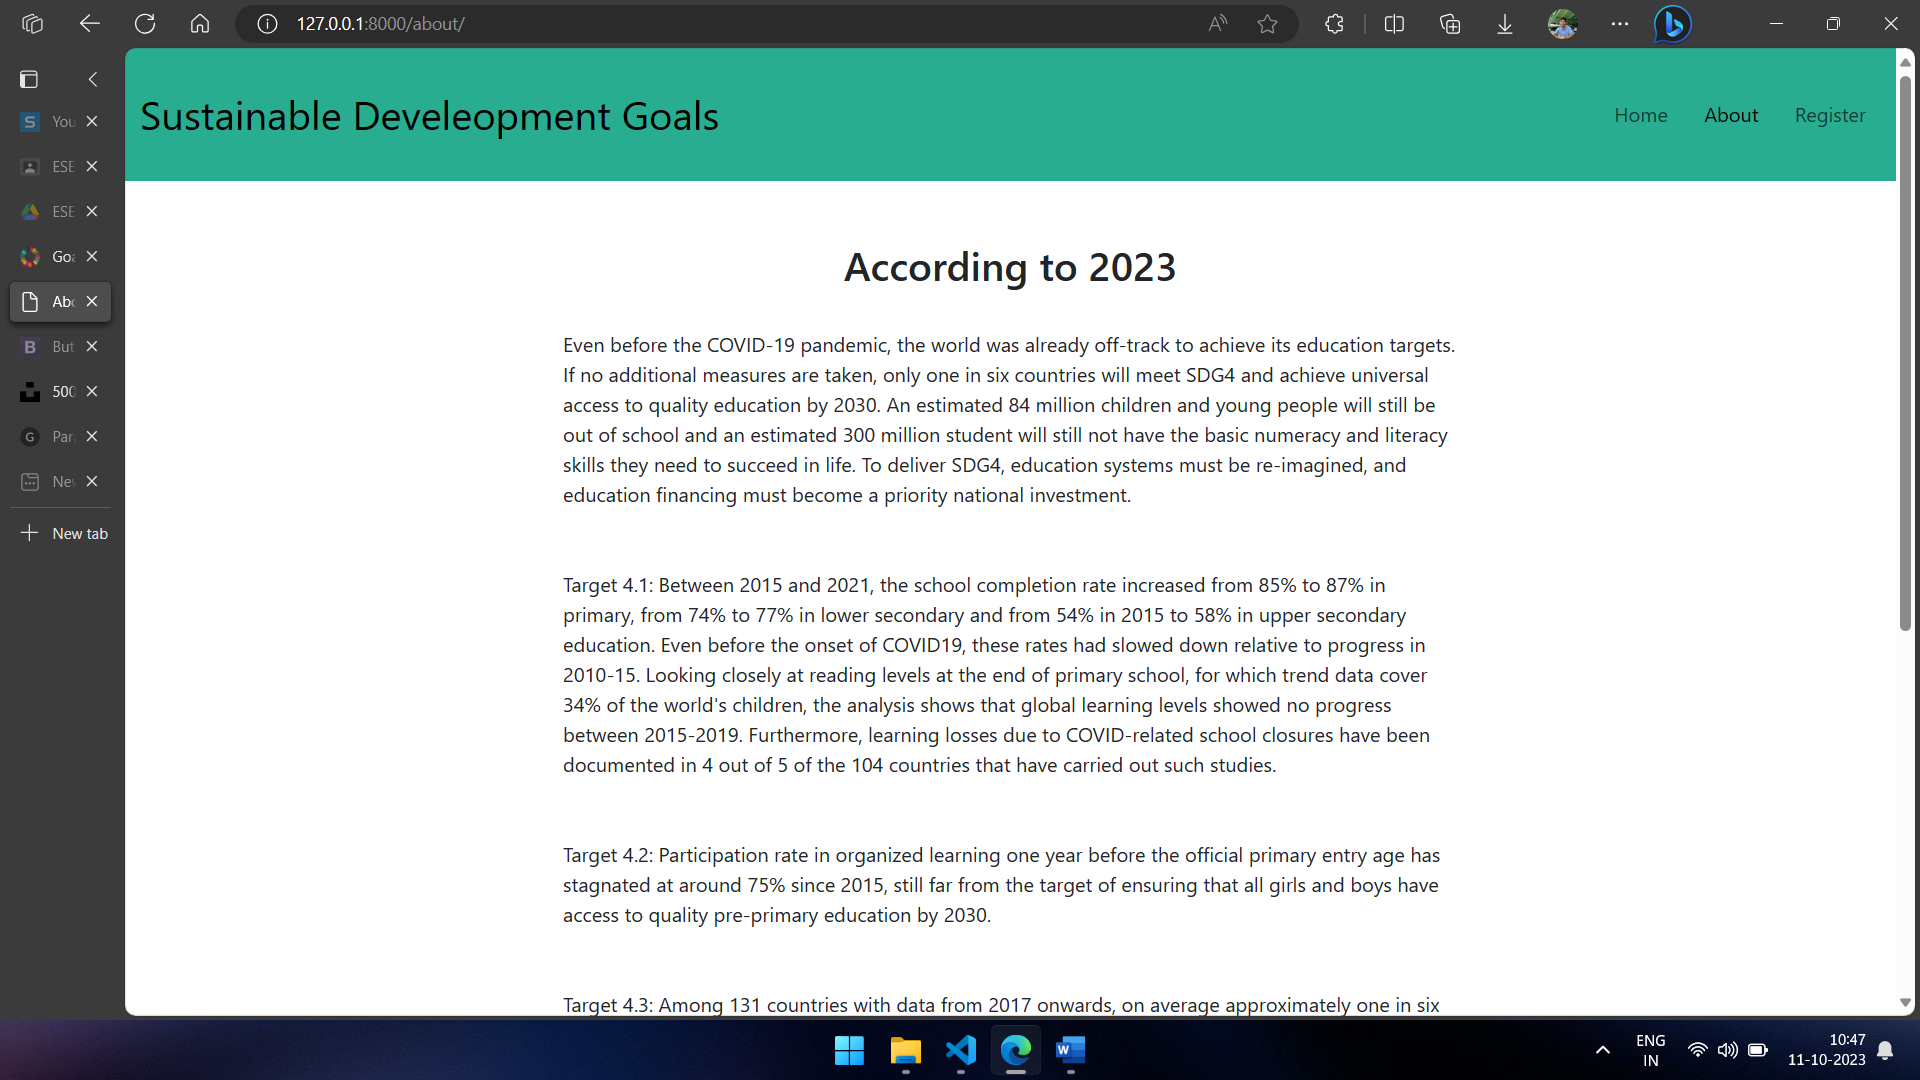 127.0.0.1:8000/about/
You
ESE
ESE
Goa
Abo
But
500
Par
Nev
New tab
Sustainable Develeopment Goals
Home
About
Register
According to 2023
Even before the COVID-19 pandemic, the world was already off-track to achieve its education targets.
If no additional measures are taken, only one in six countries will meet SDG4 and achieve universal
access to quality education by 2030. An estimated 84 million children and young people will still be
out of school and an estimated 300 million student will still not have the basic numeracy and literacy
skills they need to succeed in life. To deliver SDG4, education systems must be re-imagined, and
education financing must become a priority national investment.
Target 4.1: Between 2015 and 2021, the school completion rate increased from 85% to 87% in
primary, from 74% to 77% in lower secondary and from 54% in 2015 to 58% in upper secondary
education. Even before the onset of COVID19, these rates had slowed down relative to progress in
2010-15. Looking closely at reading levels at the end of primary school, for which trend data cover
34% of the world's children, the analysis shows that global learning levels showed no progress
between 2015-2019. Furthermore, learning losses due to COVID-related school closures have been
documented in 4 out of 5 of the 104 countries that have carried out such studies.
Target 4.2: Participation rate in organized learning one year before the official primary entry age has
stagnated at around 75% since 2015, still far from the target of ensuring that all girls and boys have
access to quality pre-primary education by 2030.
Target 4.3: Among 131 countries with data from 2017 onwards, on average approximately one in six
ENG
IN
10:47
11-10-2023